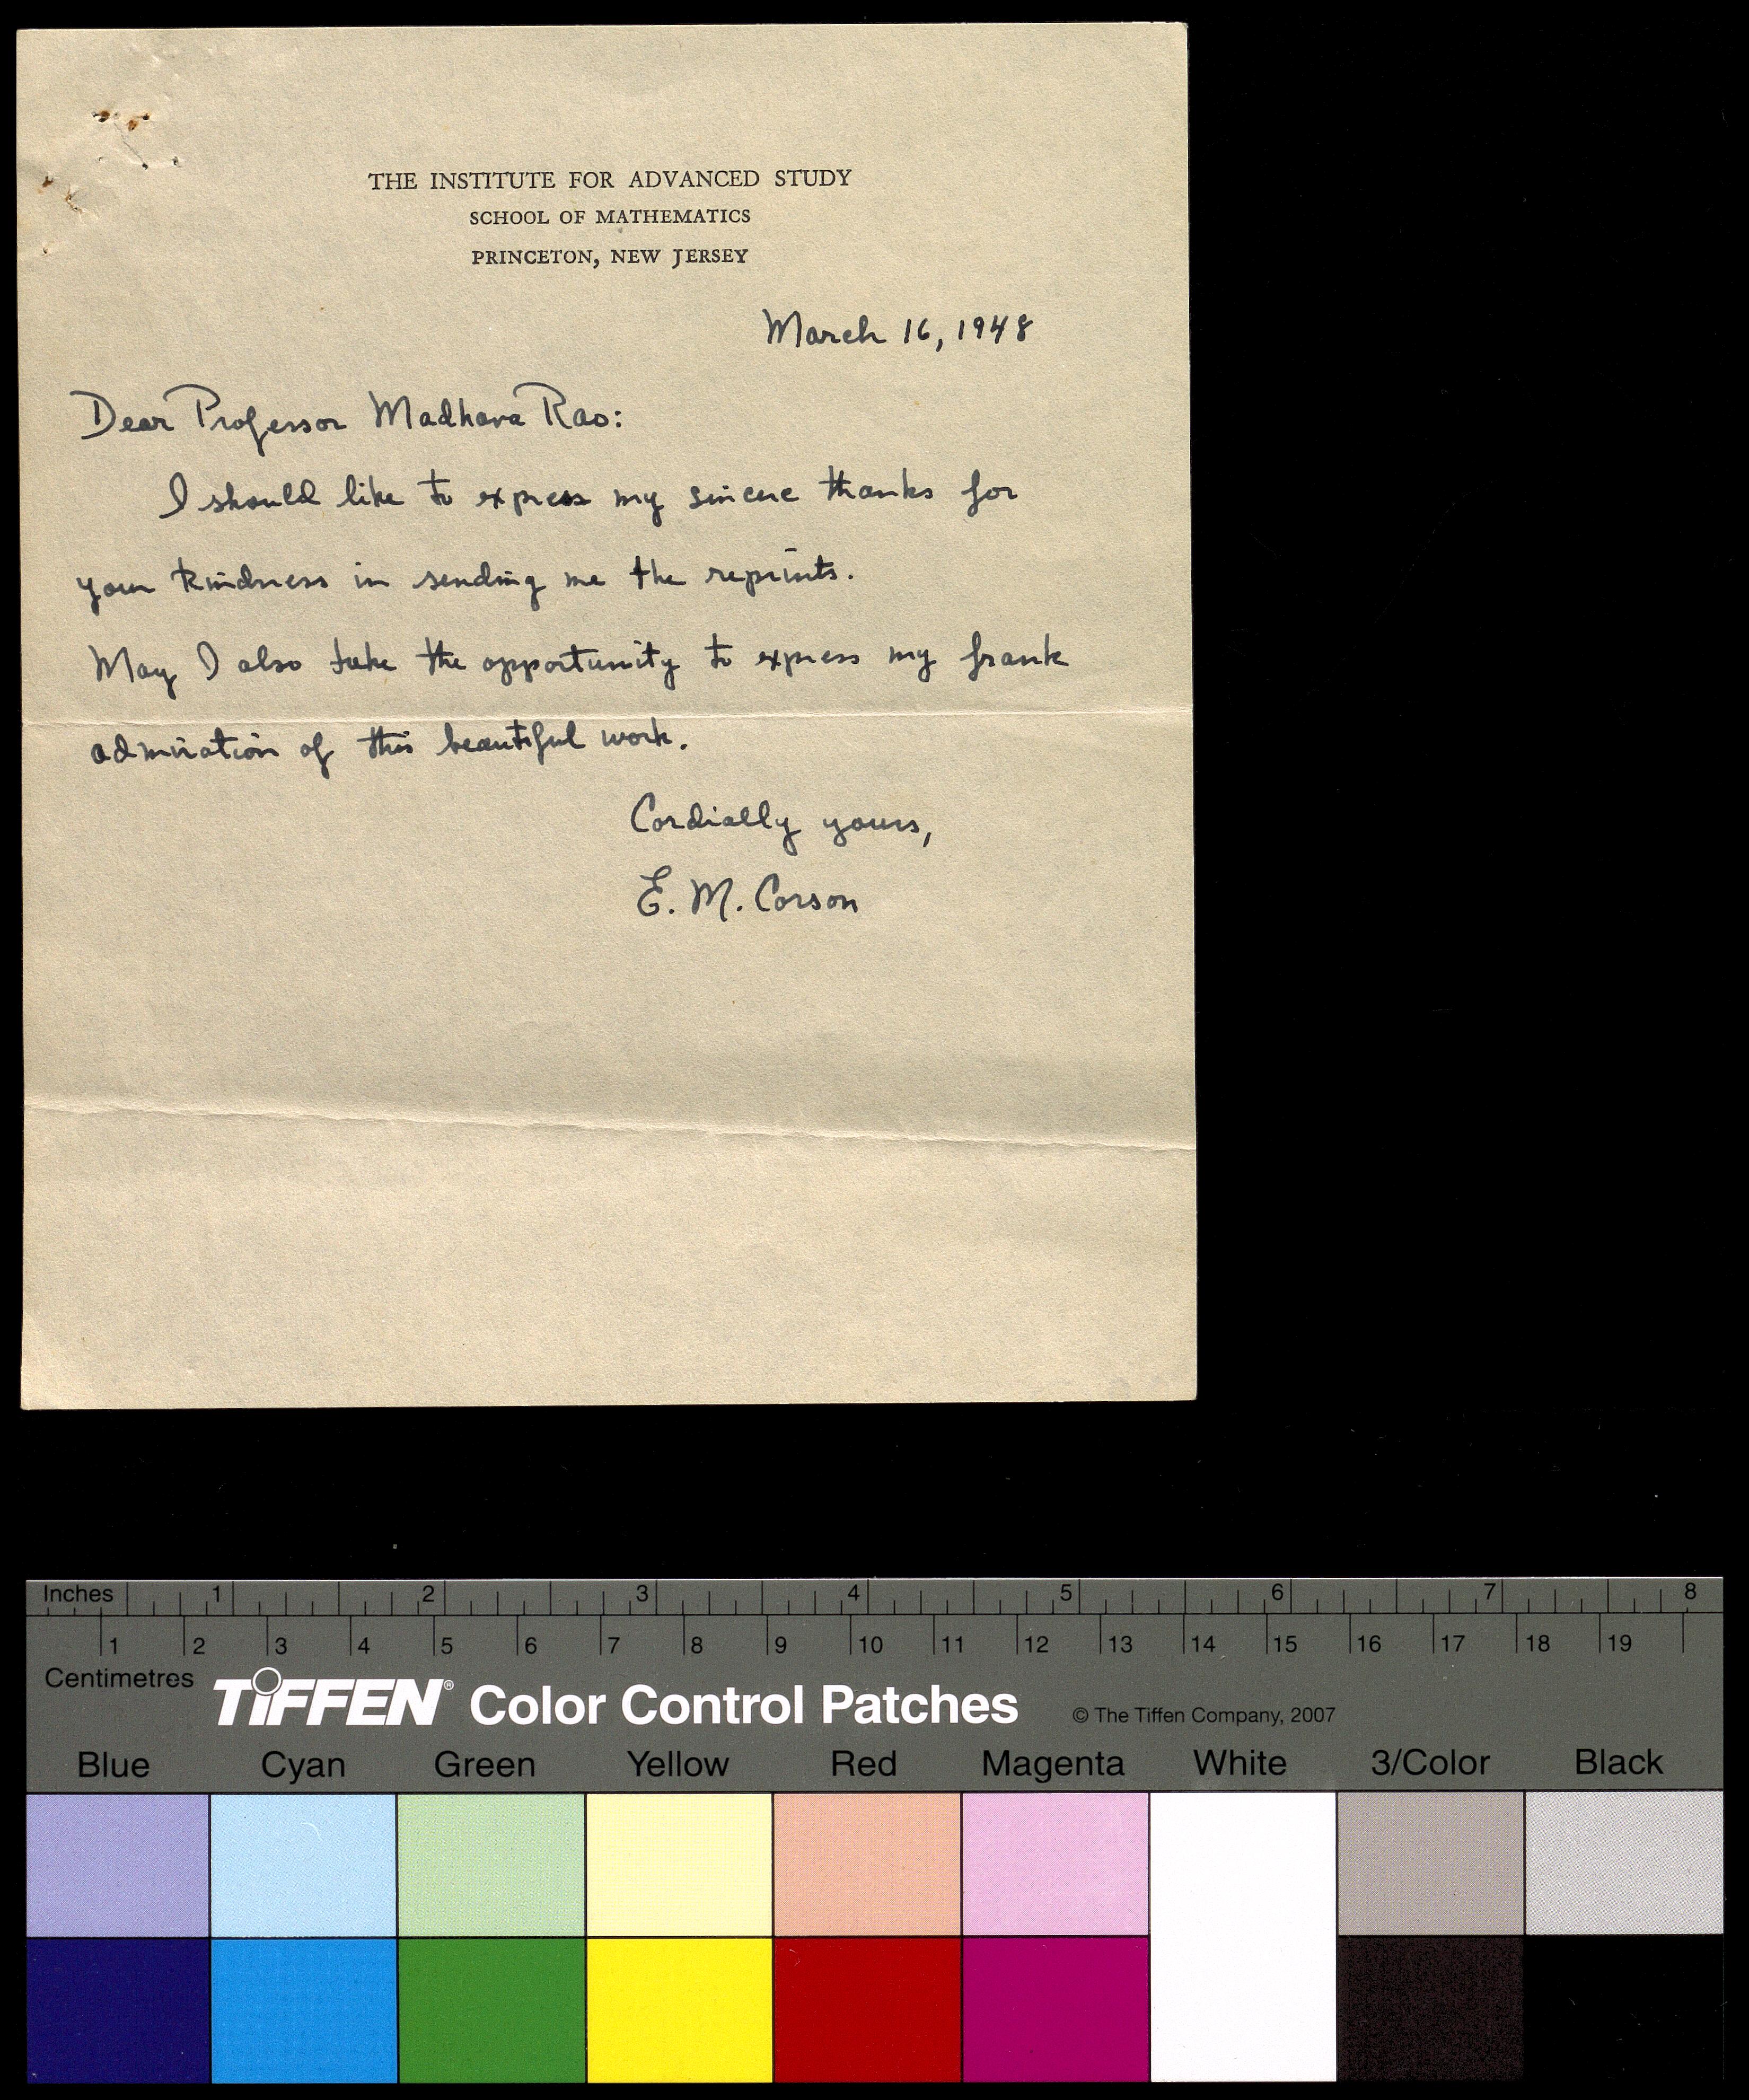 THE INSTITUTE FOR ADVANCED STUDY
SCHOOL OF MATHEMATICS
PRINCETON, NEW JERSEY
March 16, 1948
Dear Professor Madhava Rao:
I should like to express my sincere thanks for
your kindness in sending me the reprints.
May I also take the opportunity to express my frank
admiration of this beautiful work.
Cordially yours,
E. M. Corson
Inches 1 2 3 4 5 6 7 8
1 2 3 4 5 6 7 8 9 10 11 12 13 14 15 16 17 18 19
Centimetres
TIFFEN® Color Control Patches © The Tiffen Company, 2007
Blue Cyan Green Yellow Red Magenta White 3/Color Black